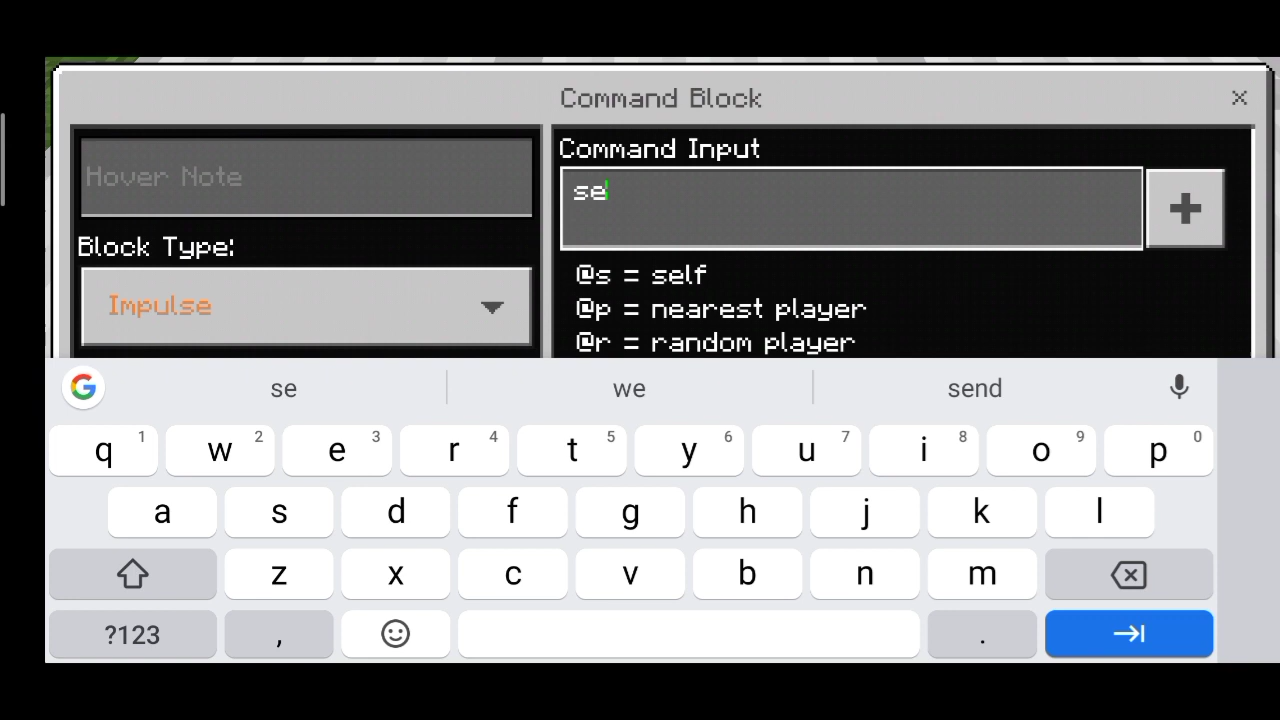 Command Block
Hover Note
Block Type:
Impulse
Command Input
se
@s = self
@p = nearest player
@r = random player
se we send
q 1 w 2 e 3 r 4 t 5 y 6 u 7 i 8 o 9 p 0
a s d f g h j k l
z x c v b n m
?123 , .